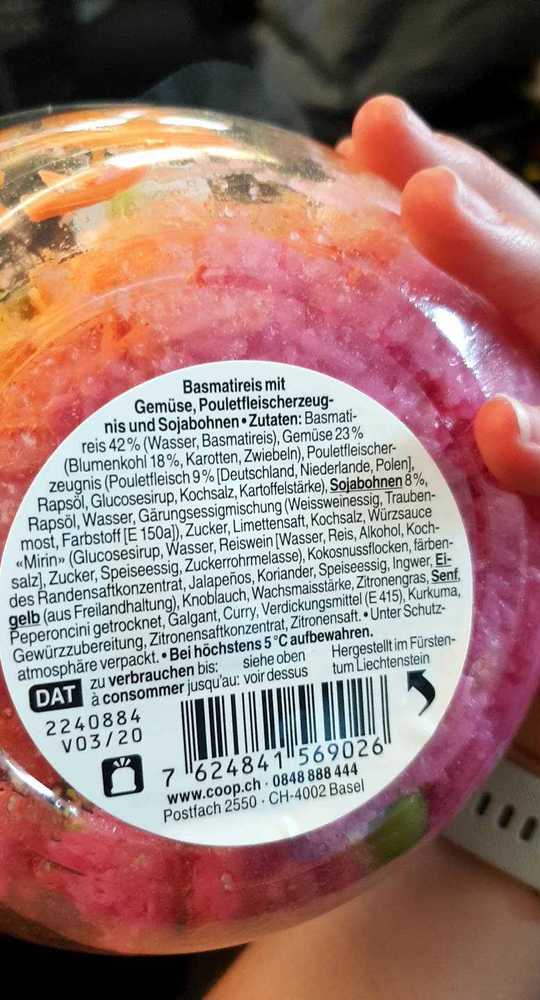 Basmatireis mit
Gemüse, Pouletfleischerzeug-
nis und Sojabohnen • Zutaten: Basmati-
reis 42% (Wasser, Basmatireis), Gemüse 23%
(Blumenkohl 18%, Karotten, Zwiebeln), Pouletfleischer-
zeugnis (Pouletfleisch 9% [Deutschland, Niederlande, Polen],
Rapsöl, Glucosesirup, Kochsalz, Kartoffelstärke), Sojabohnen 8%,
Rapsöl, Wasser, Gärungsessigmischung (Weissweinessig, Trauben-
most, Farbstoff [E 150a]), Zucker, Limettensaft, Kochsalz, Würzsauce
«Mirin» (Glucosesirup, Wasser, Reiswein [Wasser, Reis, Alkohol, Koch-
salz], Zucker, Speiseessig, Zuckerrohrmelasse), Kokosnussflocken, färben-
des Randensaftkonzentrat, Jalapeños, Koriander, Speiseessig, Ingwer, Ei-
gelb (aus Freilandhaltung), Knoblauch, Wachsmaisstärke, Zitronengras, Senf,
Peperoncini getrocknet, Galgant, Curry, Verdickungsmittel (E 415), Kurkuma,
Gewürzzubereitung, Zitronensaftkonzentrat, Zitronensaft. • Unter Schutz-
atmosphäre verpackt. • Bei höchstens 5 °C aufbewahren.
DAT zu verbrauchen bis: siehe oben
à consommer jusqu'au: voir dessus
Hergestellt im Fürsten-
tum Liechtenstein
2240884
V03/20
7 624841 569026
www.coop.ch · 0848 888 444
Postfach 2550 · CH-4002 Basel